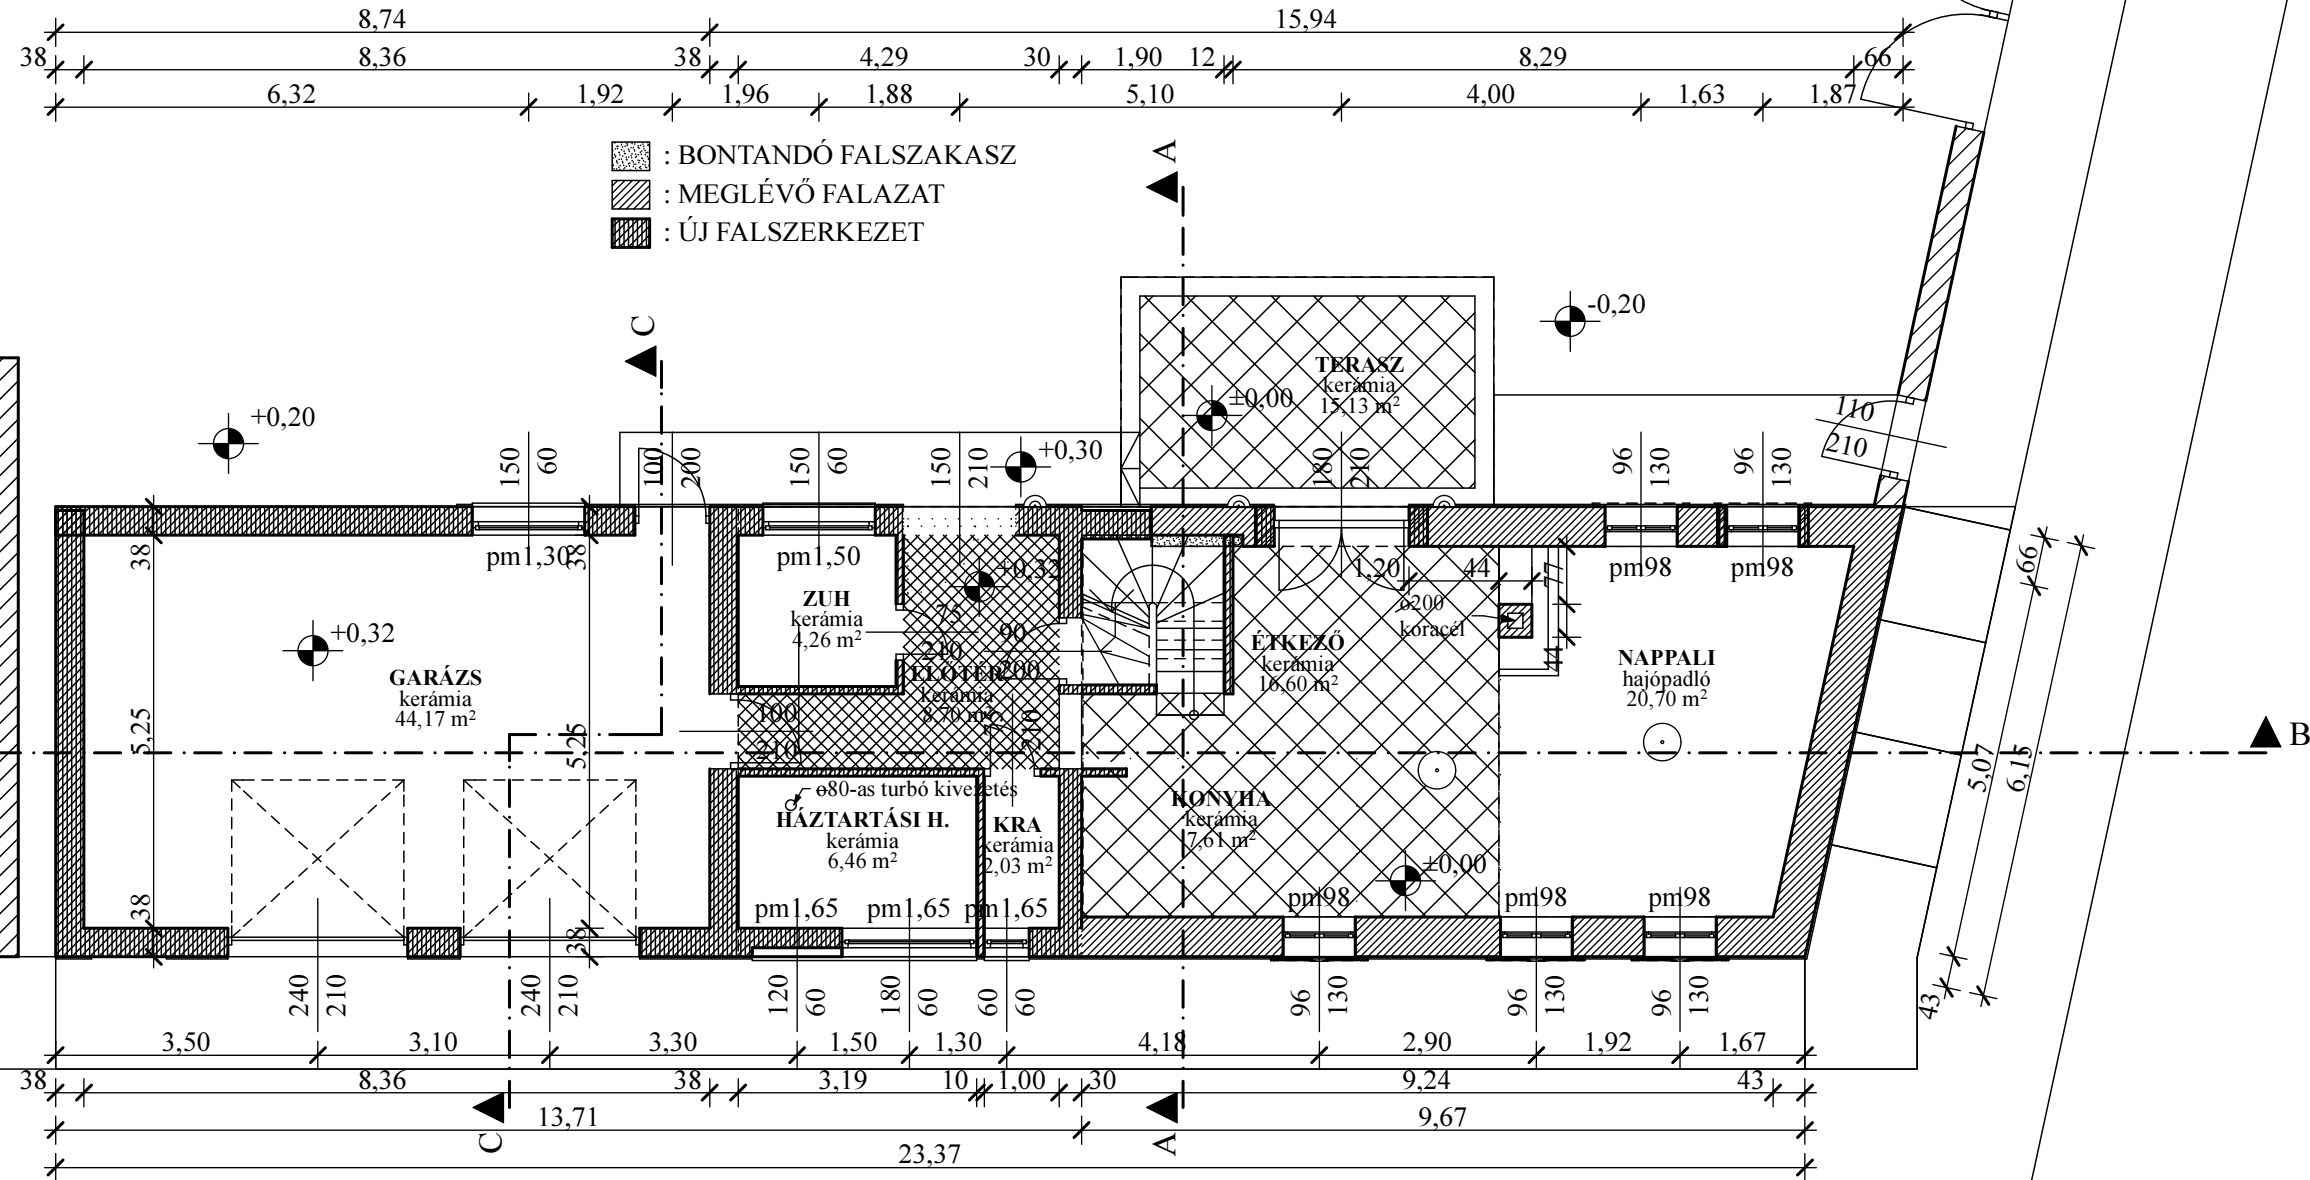 8,74 15,94
38 8,36 38 4,29 30 1,90 12 8,29 66
6,32 1,92 1,96 1,88 5,10 4,00 1,63 1,87
: BONTANDÓ FALSZAKASZ
: MEGLÉVŐ FALAZAT
: ÚJ FALSZERKEZET
A
C
-0,20
TERASZ
kerámia
15,13 m²
±0,00
+0,20
+0,30
110
210
150 60
100 200
150 60
150 210
180 210
96 130
96 130
38
pm1,30
38
pm1,50
+0,32
1,20 44 77
pm98
pm98
66
ZUH
kerámia
4,26 m²
75
210
90
200
ø200
koracél
44
+0,32
GARÁZS
kerámia
44,17 m²
ELŐTÉR
kerámia
8,70 m²
ÉTKEZŐ
kerámia
16,60 m²
NAPPALI
hajópadló
20,70 m²
100
210
75
210
5,25
5,25
B
5,07
6,15
ø80-as turbó kivezetés
HÁZTARTÁSI H.
kerámia
6,46 m²
KRA
kerámia
2,03 m²
KONYHA
kerámia
7,61 m²
±0,00
38
38
pm1,65
pm1,65
pm1,65
pm98
pm98
pm98
240 210
240 210
120 60
180 60
60 60
96 130
96 130
96 130
43
3,50 3,10 3,30 1,50 1,30 4,18 2,90 1,92 1,67
38 8,36 38 3,19 10 1,00 30 9,24 43
13,71 9,67
C
A
23,37